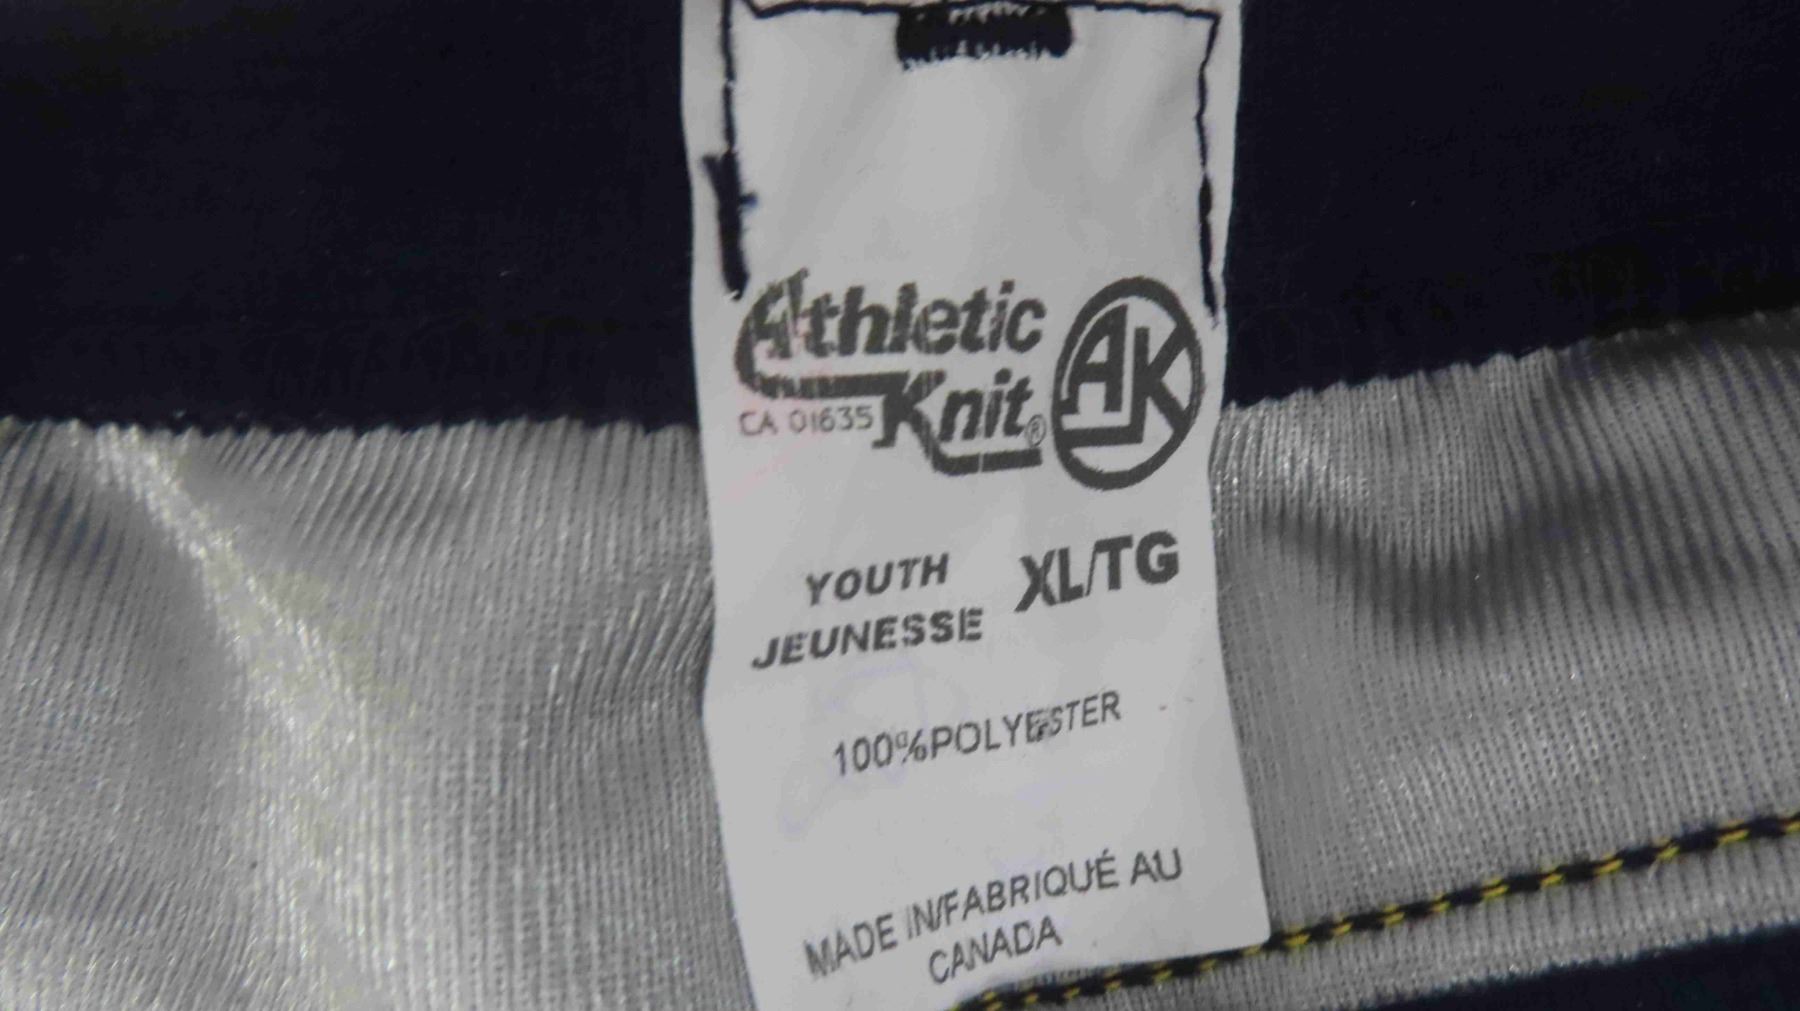 Athletic
Knit®
CA 01635
AK
YOUTH
JEUNESSE
XL/TG
100%POLYESTER
MADE IN/FABRIQUÉ AU
CANADA